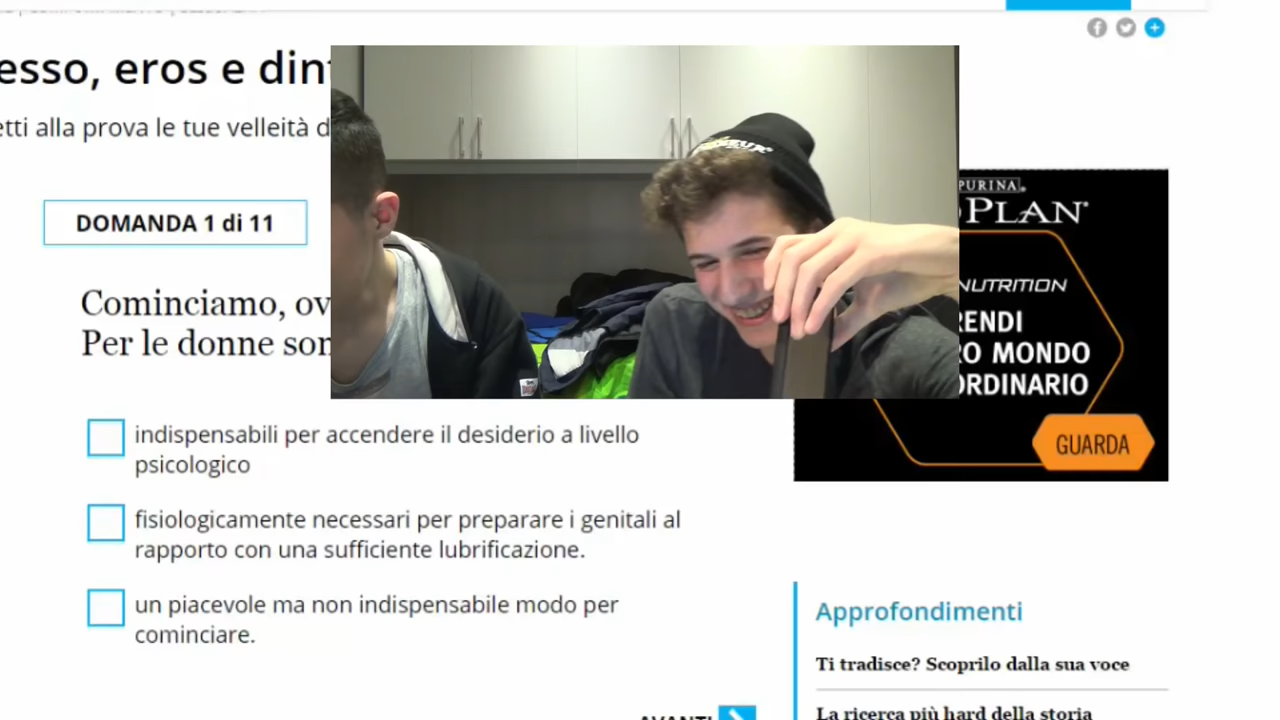 esso, eros e din
etti alla prova le tue velleità d
DOMANDA 1 di 11
Cominciamo, ov
Per le donne son
indispensabili per accendere il desiderio a livello
psicologico
fisiologicamente necessari per preparare i genitali al
rapporto con una sufficiente lubrificazione.
un piacevole ma non indispensabile modo per
cominciare.
AVANTI
PURINA
PLAN
NUTRITION
RENDI
RO MONDO
ORDINARIO
GUARDA
Approfondimenti
Ti tradisce? Scoprilo dalla sua voce
La ricerca più hard della storia